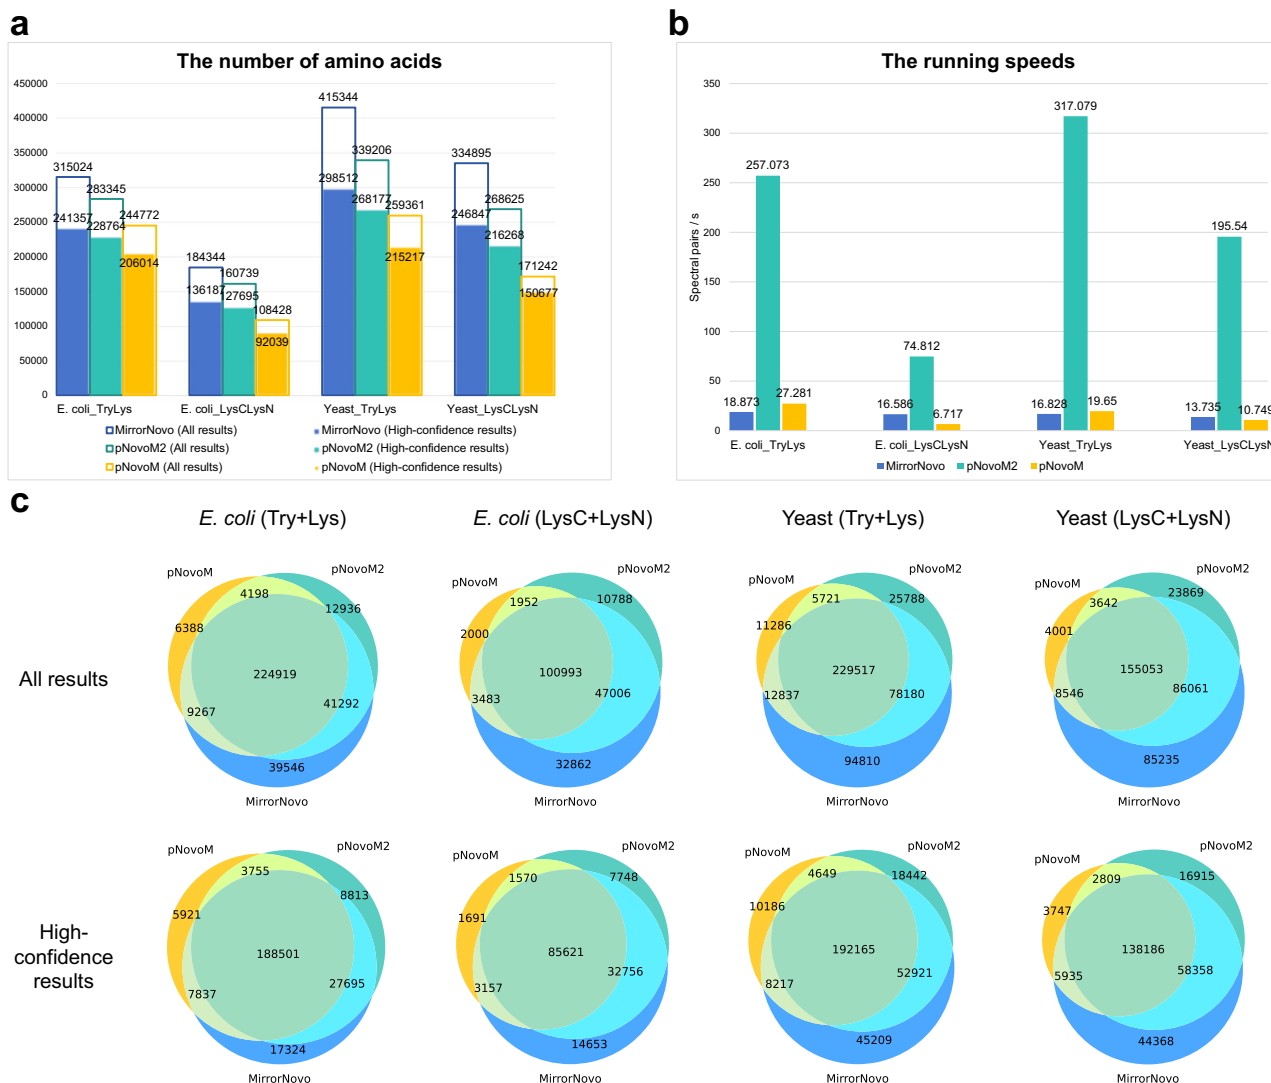 a
The number of amino acids
450000
400000
350000
300000
250000
200000
150000
100000
50000
0
315024
283345
244772
241357
228764
206014
184344
160739
108428
136187
127695
92039
415344
339206
259361
298512
268177
215217
334895
268625
171242
246847
216268
150677
E. coli_TryLys E. coli_LysCLysN Yeast_TryLys Yeast_LysCLysN
MirrorNovo (All results) MirrorNovo (High-confidence results)
pNovoM2 (All results) pNovoM2 (High-confidence results)
pNovoM (All results) pNovoM (High-confidence results)
b
The running speeds
Spectral pairs / s
350
300
250
200
150
100
50
0
18.873 257.073 27.281
16.586 74.812 6.717
16.828 317.079 19.65
13.735 195.54 10.749
E. coli_TryLys E. coli_LysCLysN Yeast_TryLys Yeast_LysCLysN
MirrorNovo pNovoM2 pNovoM
c
E. coli (Try+Lys) E. coli (LysC+LysN) Yeast (Try+Lys) Yeast (LysC+LysN)
All results
pNovoM
pNovoM2
4198
12936
6388
224919
41292
9267
39546
MirrorNovo
pNovoM
pNovoM2
1952
10788
2000
100993
47006
3483
32862
MirrorNovo
pNovoM
pNovoM2
5721
25788
11286
229517
78180
12837
94810
MirrorNovo
pNovoM
pNovoM2
3642
23869
4001
155053
86061
8546
85235
MirrorNovo
High-
confidence
results
pNovoM
pNovoM2
3755
8813
5921
188501
27695
7837
17324
MirrorNovo
pNovoM
pNovoM2
1570
7748
1691
85621
32756
3157
14653
MirrorNovo
pNovoM
pNovoM2
4649
18442
10186
192165
52921
8217
45209
MirrorNovo
pNovoM
pNovoM2
2809
16915
3747
138186
58358
5935
44368
MirrorNovo